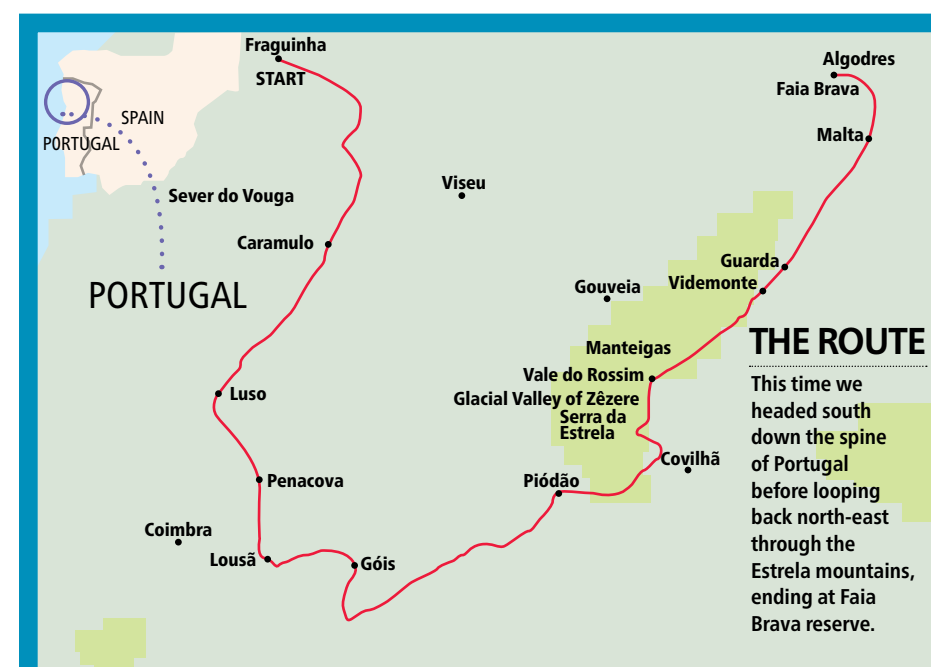 Fraguinha
START
Algodres
Faia Brava
SPAIN
PORTUGAL
Malta
Viseu
Sever do Vouga
Caramulo
Guarda
Videmonte
PORTUGAL
Gouveia
Manteigas
Vale do Rossim
Glacial Valley of Zêzere
Serra da
Estrela
Luso
Covilhã
Penacova
Piódão
Coimbra
Lousã
Góis
THE ROUTE
This time we
headed south
down the spine
of Portugal
before looping
back north-east
through the
Estrela mountains,
ending at Faia
Brava reserve.